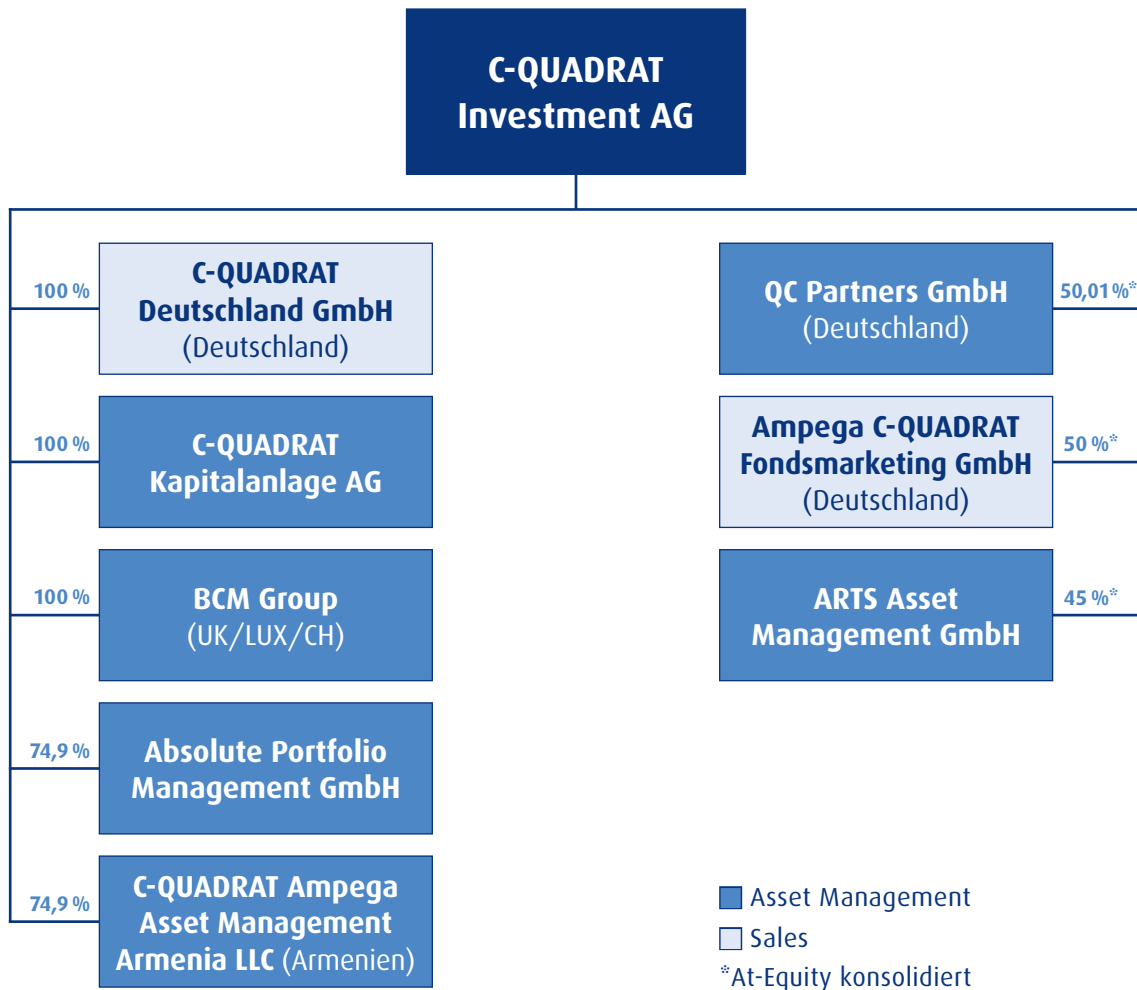 C-QUADRAT
Investment AG
100 %
C-QUADRAT
Deutschland GmbH
(Deutschland)
100 %
C-QUADRAT
Kapitalanlage AG
100 %
BCM Group
(UK/LUX/CH)
74,9 %
Absolute Portfolio
Management GmbH
74,9 %
C-QUADRAT Ampega
Asset Management
Armenia LLC (Armenien)
QC Partners GmbH
(Deutschland)
50,01%*
Ampega C-QUADRAT
Fondsmarketing GmbH
(Deutschland)
50 %*
ARTS Asset
Management GmbH
45 %*
Asset Management
Sales
*At-Equity konsolidiert